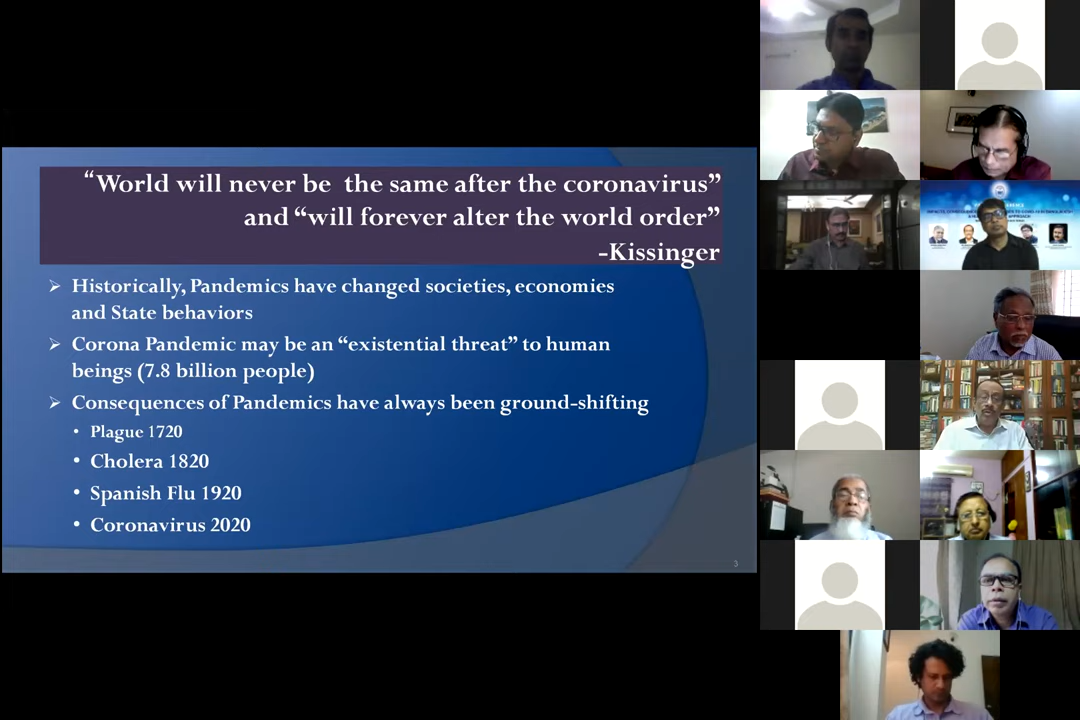 “World will never be the same after the coronavirus”
and “will forever alter the world order”
-Kissinger
Historically, Pandemics have changed societies, economies
and State behaviors
Corona Pandemic may be an “existential threat” to human
beings (7.8 billion people)
Consequences of Pandemics have always been ground-shifting
• Plague 1720
• Cholera 1820
• Spanish Flu 1920
• Coronavirus 2020
3